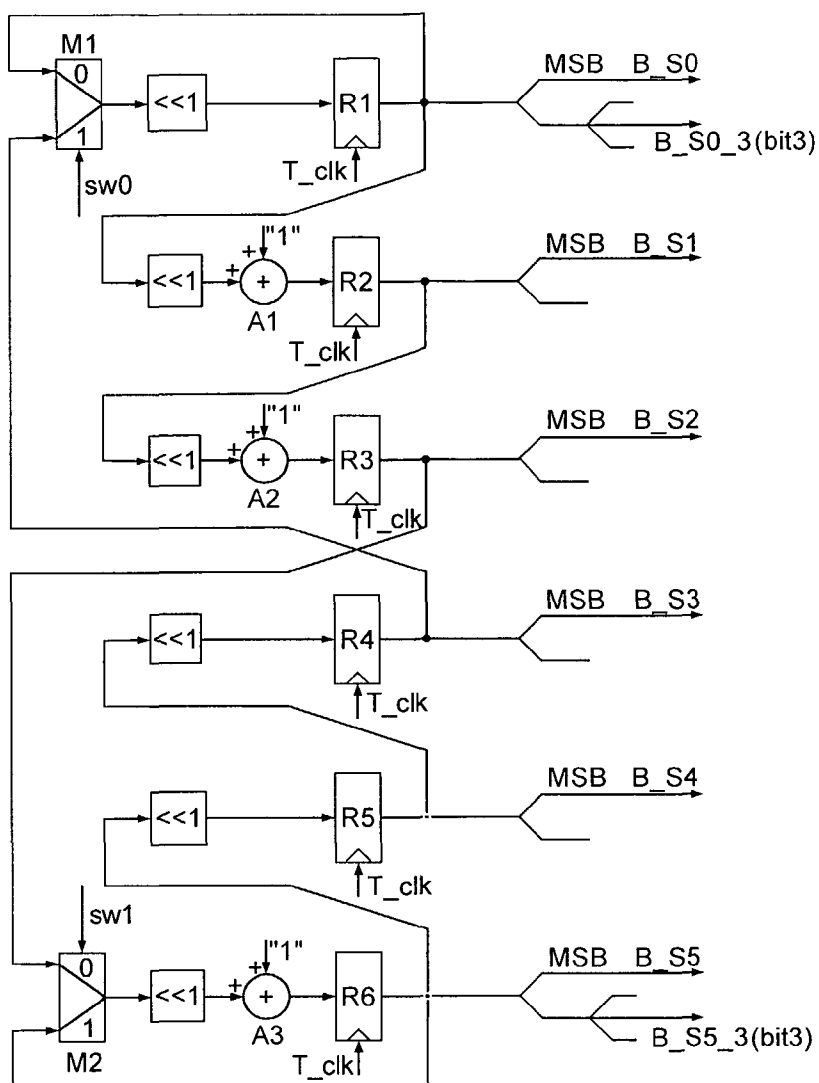 M1
0
1
sw0
<<1
R1
T_clk
MSB B_S0
B_S0_3(bit3)
<<1
"1"
+
+
+
A1
R2
T_clk
MSB B_S1
<<1
"1"
+
+
+
A2
R3
T_clk
MSB B_S2
<<1
R4
T_clk
MSB B_S3
<<1
R5
T_clk
MSB B_S4
sw1
0
1
M2
<<1
"1"
+
+
+
A3
R6
T_clk
MSB B_S5
B_S5_3(bit3)